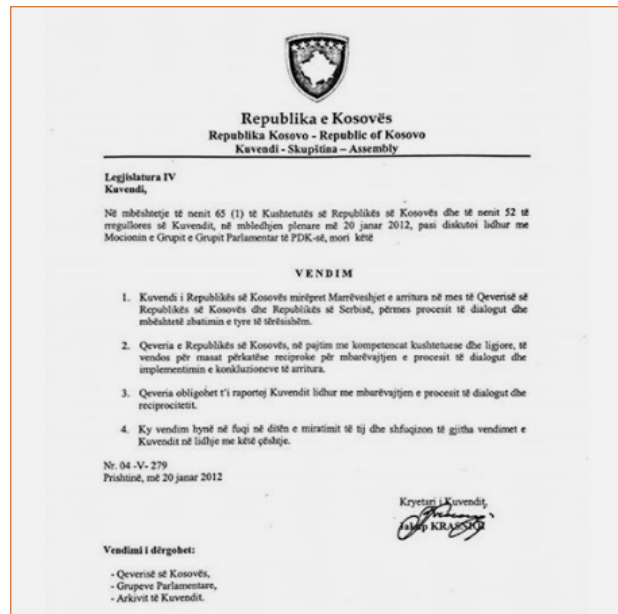 Republika e Kosovës
Republika Kosovo - Republic of Kosovo
Kuvendi - Skupština – Assembly
Legjislatura IV
Kuvendi,
Në mbështetje të nenit 65 (1) të Kushtetutës së Republikës së Kosovës dhe të nenit 52 të
rregullores së Kuvendit, në mbledhjen plenare më 20 janar 2012, pasi diskutoi lidhur me
Mocionin e Grupit e Grupit Parlamentar të PDK-së, mori këtë
VENDIM
1. Kuvendi i Republikës së Kosovës mirëpret Marrëveshjet e arritura në mes të Qeverisë së
Republikës së Kosovës dhe Republikës së Serbisë, përmes procesit të dialogut dhe
mbështetë zbatimin e tyre të tërësishëm.
2. Qeveria e Republikës së Kosovës, në pajtim me kompetencat kushtetuese dhe ligjore, të
vendos për masat përkatëse reciproke për mbarëvajtjen e procesit të dialogut dhe
implementimin e konkluzioneve të arritura.
3. Qeveria obligohet t'i raportoj Kuvendit lidhur me mbarëvajtjen e procesit të dialogut dhe
reciprocitetit.
4. Ky vendim hynë në fuqi në ditën e miratimit të tij dhe shfuqizon të gjitha vendimet e
Kuvendit në lidhje me këtë çështje.
Nr. 04 -V- 279
Prishtinë, më 20 janar 2012
Kryetari i Kuvendit,
Jakup KRASNIQI
Vendimi i dërgohet:
- Qeverisë së Kosovës,
- Grupeve Parlamentare,
- Arkivit të Kuvendit.